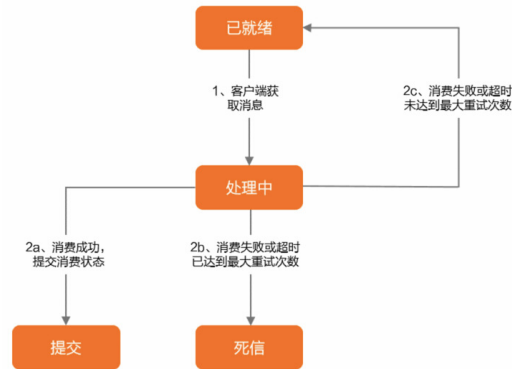 已就绪
1、客户端获
取消息
2c、消费失败或超时
未达到最大重试次数
处理中
2a、消费成功，
提交消费状态
2b、消费失败或超时
已达到最大重试次数
提交
死信